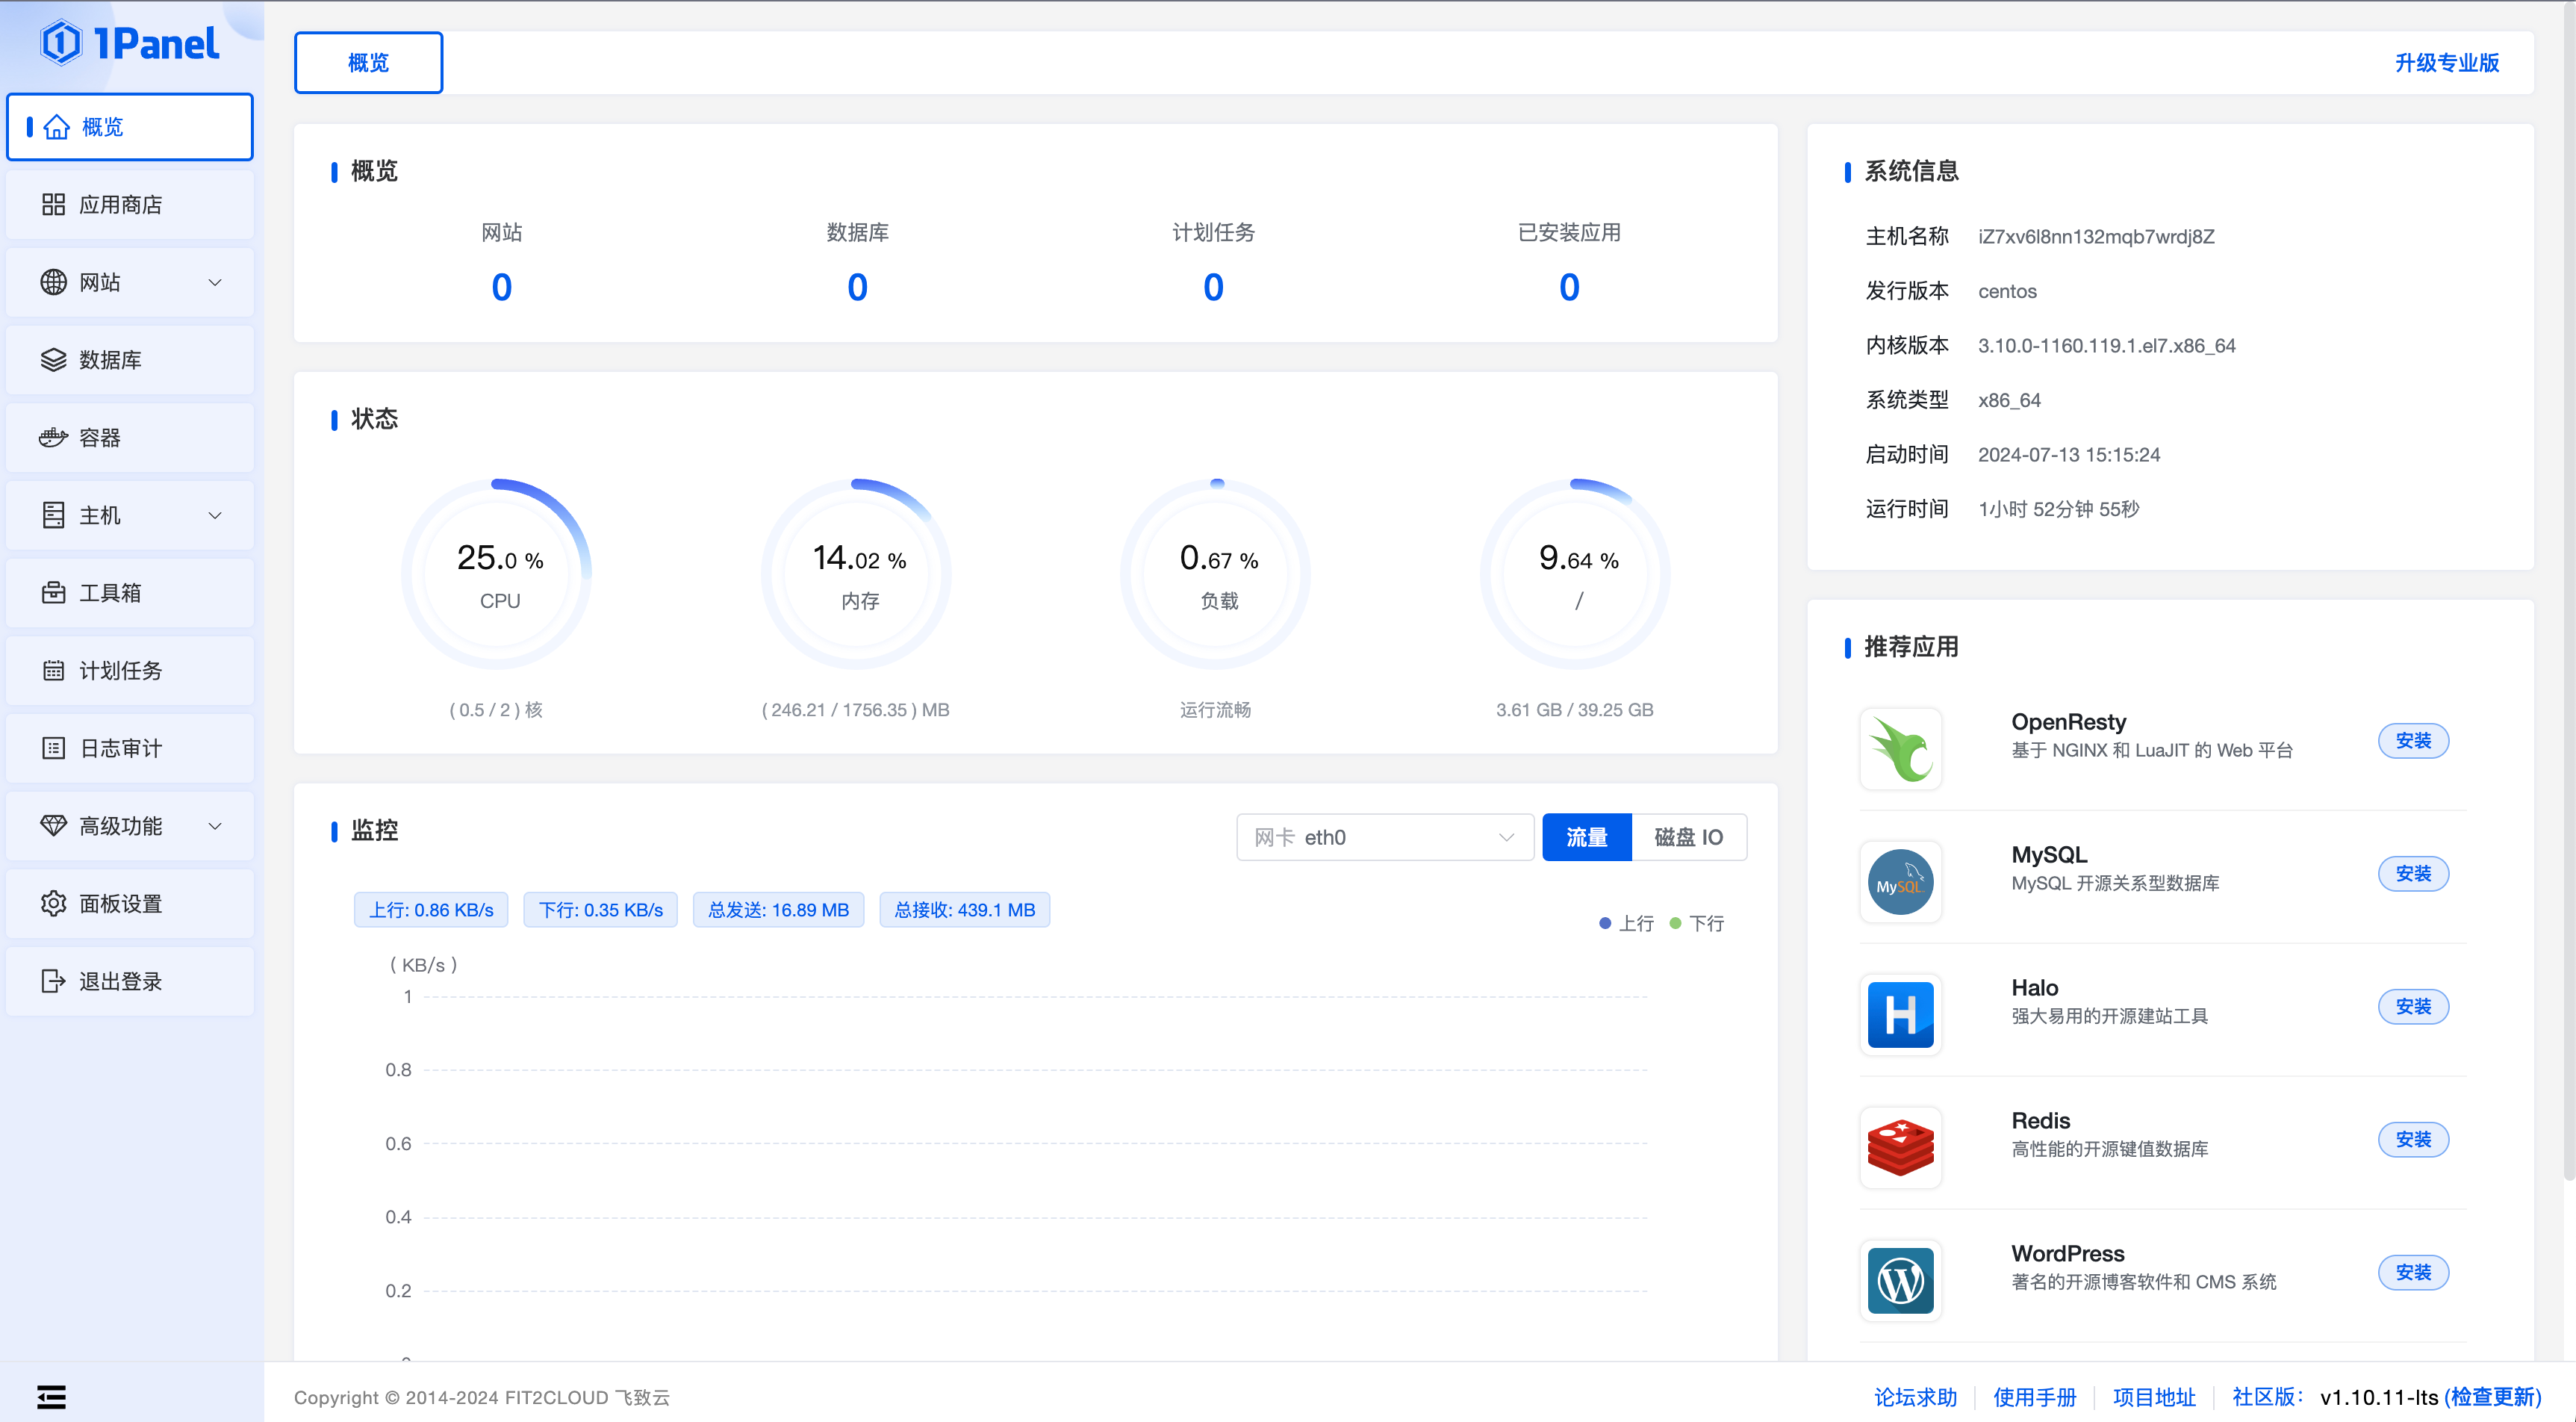 1Panel
概览
应用商店
网站
数据库
容器
主机
工具箱
计划任务
日志审计
高级功能
面板设置
退出登录
概览
升级专业版
概览
网站 数据库 计划任务 已安装应用
0 0 0 0
状态
25.0 % 14.02 % 0.67 % 9.64 %
CPU 内存 负载 /
( 0.5 / 2 ) 核 ( 246.21 / 1756.35 ) MB 运行流畅 3.61 GB / 39.25 GB
监控
网卡 eth0 流量 磁盘 IO
上行: 0.86 KB/s 下行: 0.35 KB/s 总发送: 16.89 MB 总接收: 439.1 MB
上行 下行
( KB/s )
1
0.8
0.6
0.4
0.2
系统信息
主机名称 iZ7xv6l8nn132mqb7wrdj8Z
发行版本 centos
内核版本 3.10.0-1160.119.1.el7.x86_64
系统类型 x86_64
启动时间 2024-07-13 15:15:24
运行时间 1小时 52分钟 55秒
推荐应用
OpenResty
基于 NGINX 和 LuaJIT 的 Web 平台
安装
MySQL
MySQL
MySQL 开源关系型数据库
安装
H
Halo
强大易用的开源建站工具
安装
Redis
高性能的开源键值数据库
安装
W
WordPress
著名的开源博客软件和 CMS 系统
安装
Copyright © 2014-2024 FIT2CLOUD 飞致云
论坛求助 使用手册 项目地址 社区版： v1.10.11-lts (检查更新)